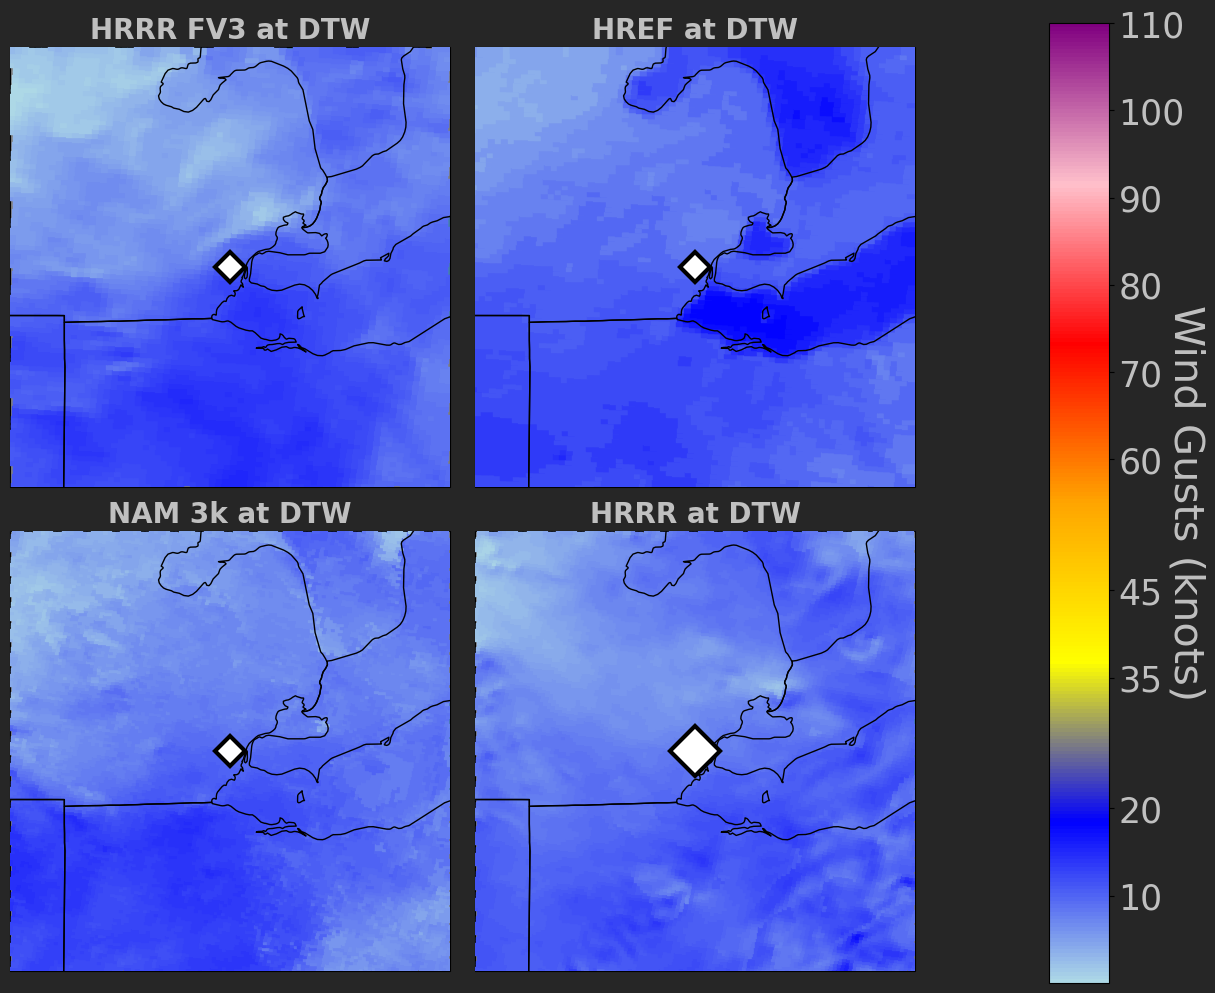 HRRR FV3 at DTW
HREF at DTW
NAM 3k at DTW
HRRR at DTW
110
100
90
80
70
60
45
35
20
10
Wind Gusts (knots)